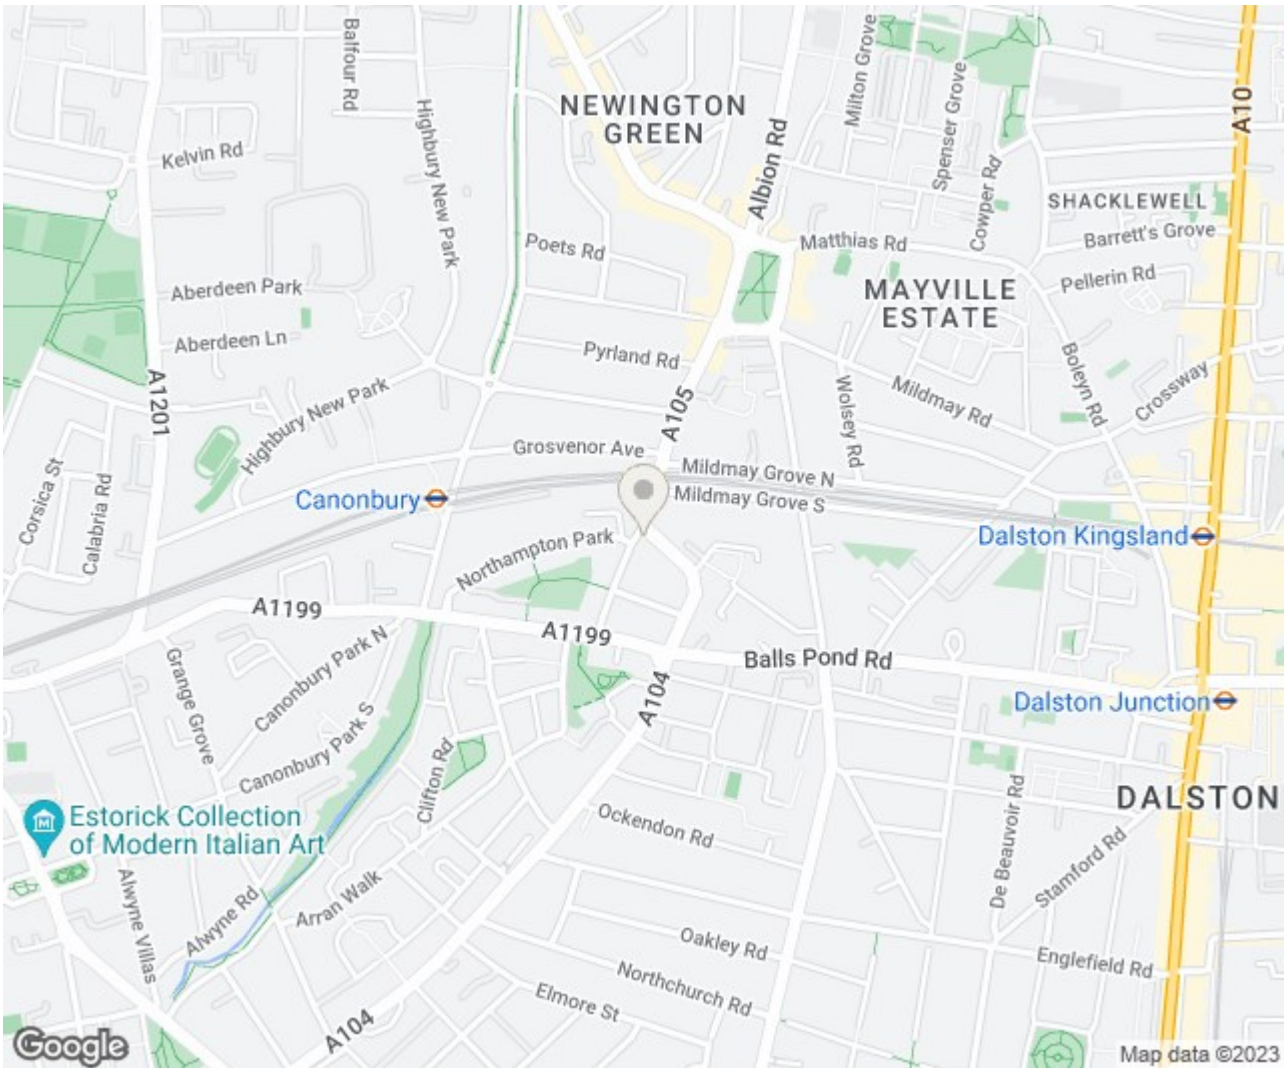 Balfour Rd
Milton Grove
NEWINGTON
GREEN
Highbury New Park
Spenser Grove
A10
Kelvin Rd
Albion Rd
Cowper Rd
SHACKLEWELL
Poets Rd
Matthias Rd
Barrett's Grove
Pellerin Rd
Aberdeen Park
MAYVILLE
ESTATE
Aberdeen Ln
Pyrland Rd
Boleyn Rd
Crossway
A1201
Highbury New Park
A105
Wolsey Rd
Mildmay Rd
Grosvenor Ave
Mildmay Grove N
Corsica St
Calabria Rd
Canonbury
Mildmay Grove S
Northampton Park
Dalston Kingsland
A1199
A1199
Balls Pond Rd
Grange Grove
Canonbury Park N
A104
Dalston Junction
Canonbury Park S
Clifton Rd
DALSTON
Estorick Collection
of Modern Italian Art
Ockendon Rd
De Beauvoir Rd
Stamford Rd
Alwyne Villas
Alwyne Rd
Arran Walk
Oakley Rd
Englefield Rd
Northchurch Rd
Elmore St
A104
Google
Map data ©2023